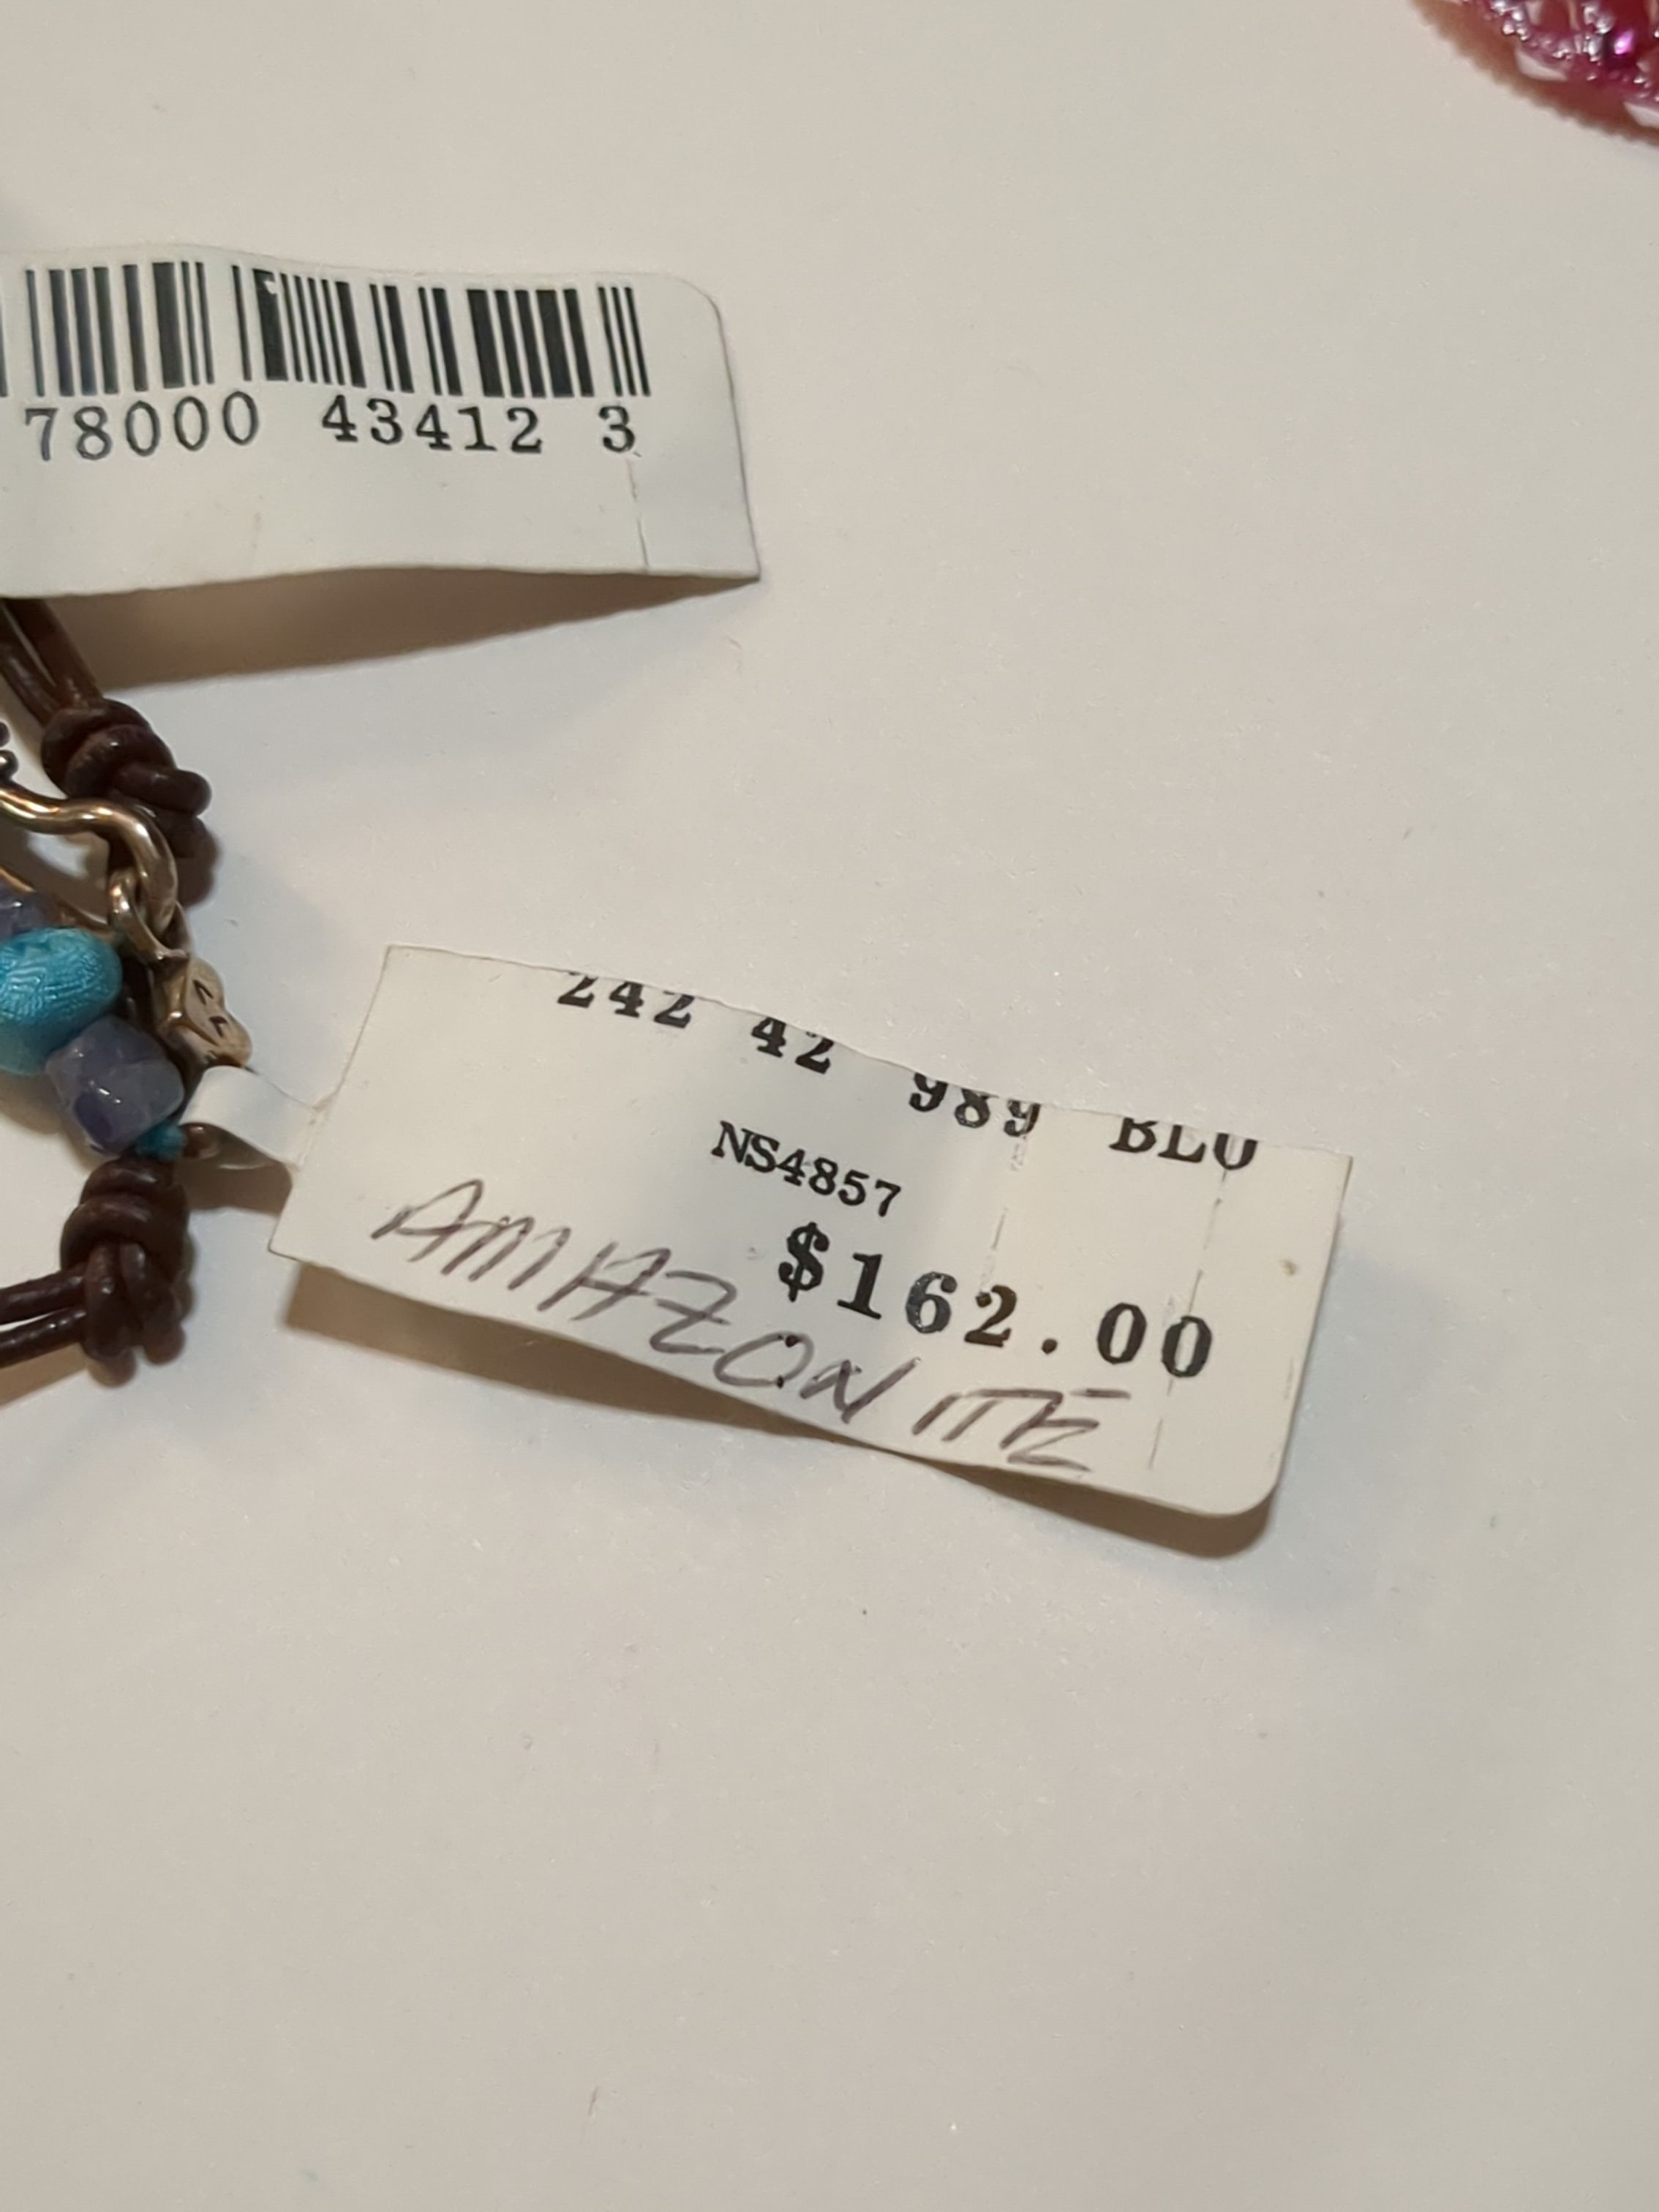 78000 43412 3
242 42 989 BLU
NS4857
$162.00
AMAZONITE